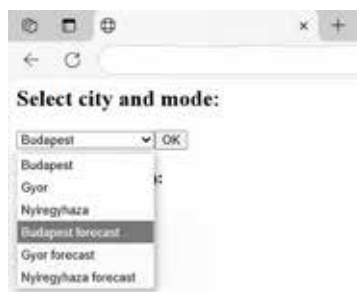 Select city and mode:
Budapest OK
Budapest
Gyor
Nyiregyhaza
Budapest forecast
Gyor forecast
Nyiregyhaza forecast